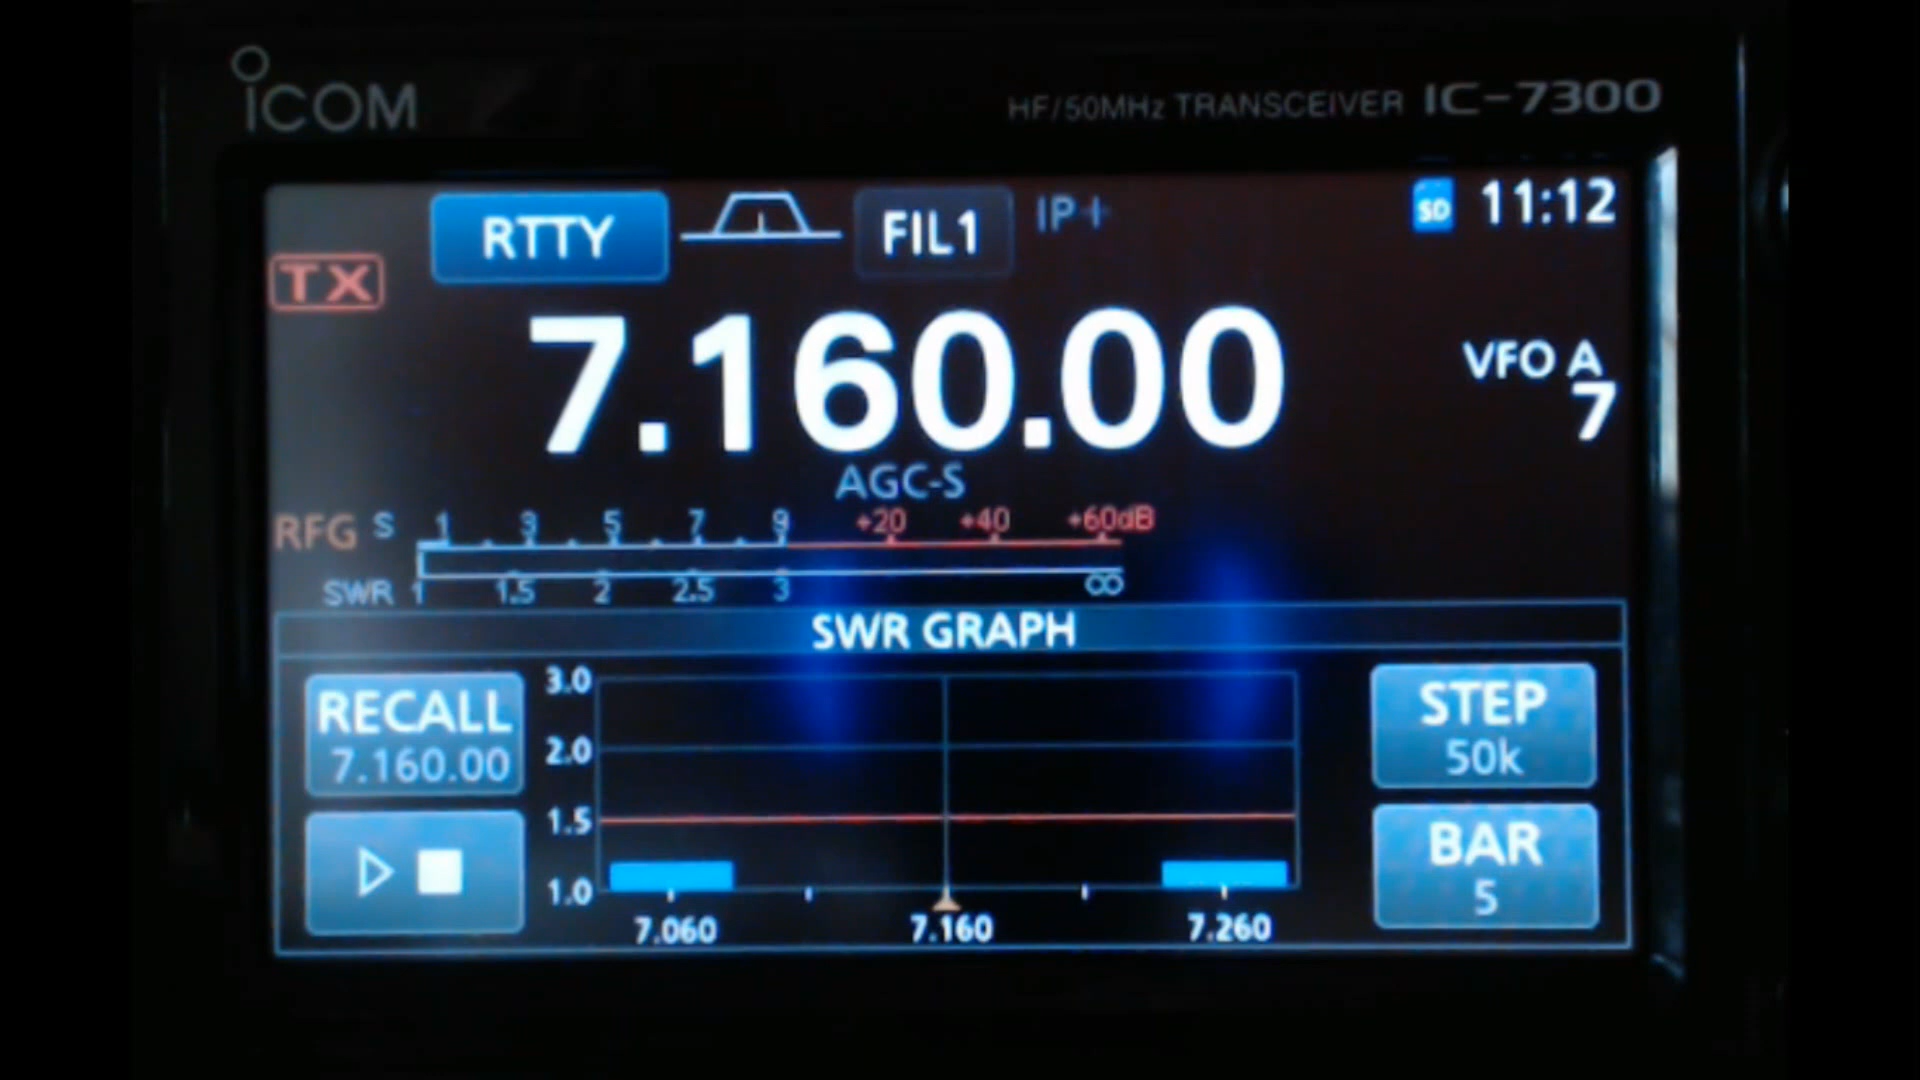 ICOM
HF/50MHz TRANSCEIVER IC-7300
RTTY FIL1 IP+ SD 11:12
TX
7.160.00
VFO A
7
AGC-S
RFG S 1 3 5 7 9 +20 +40 +60dB
SWR 1 1.5 2 2.5 3 ∞
SWR GRAPH
RECALL
7.160.00
3.0
2.0
1.5
1.0
7.060 7.160 7.260
STEP
50k
BAR
5